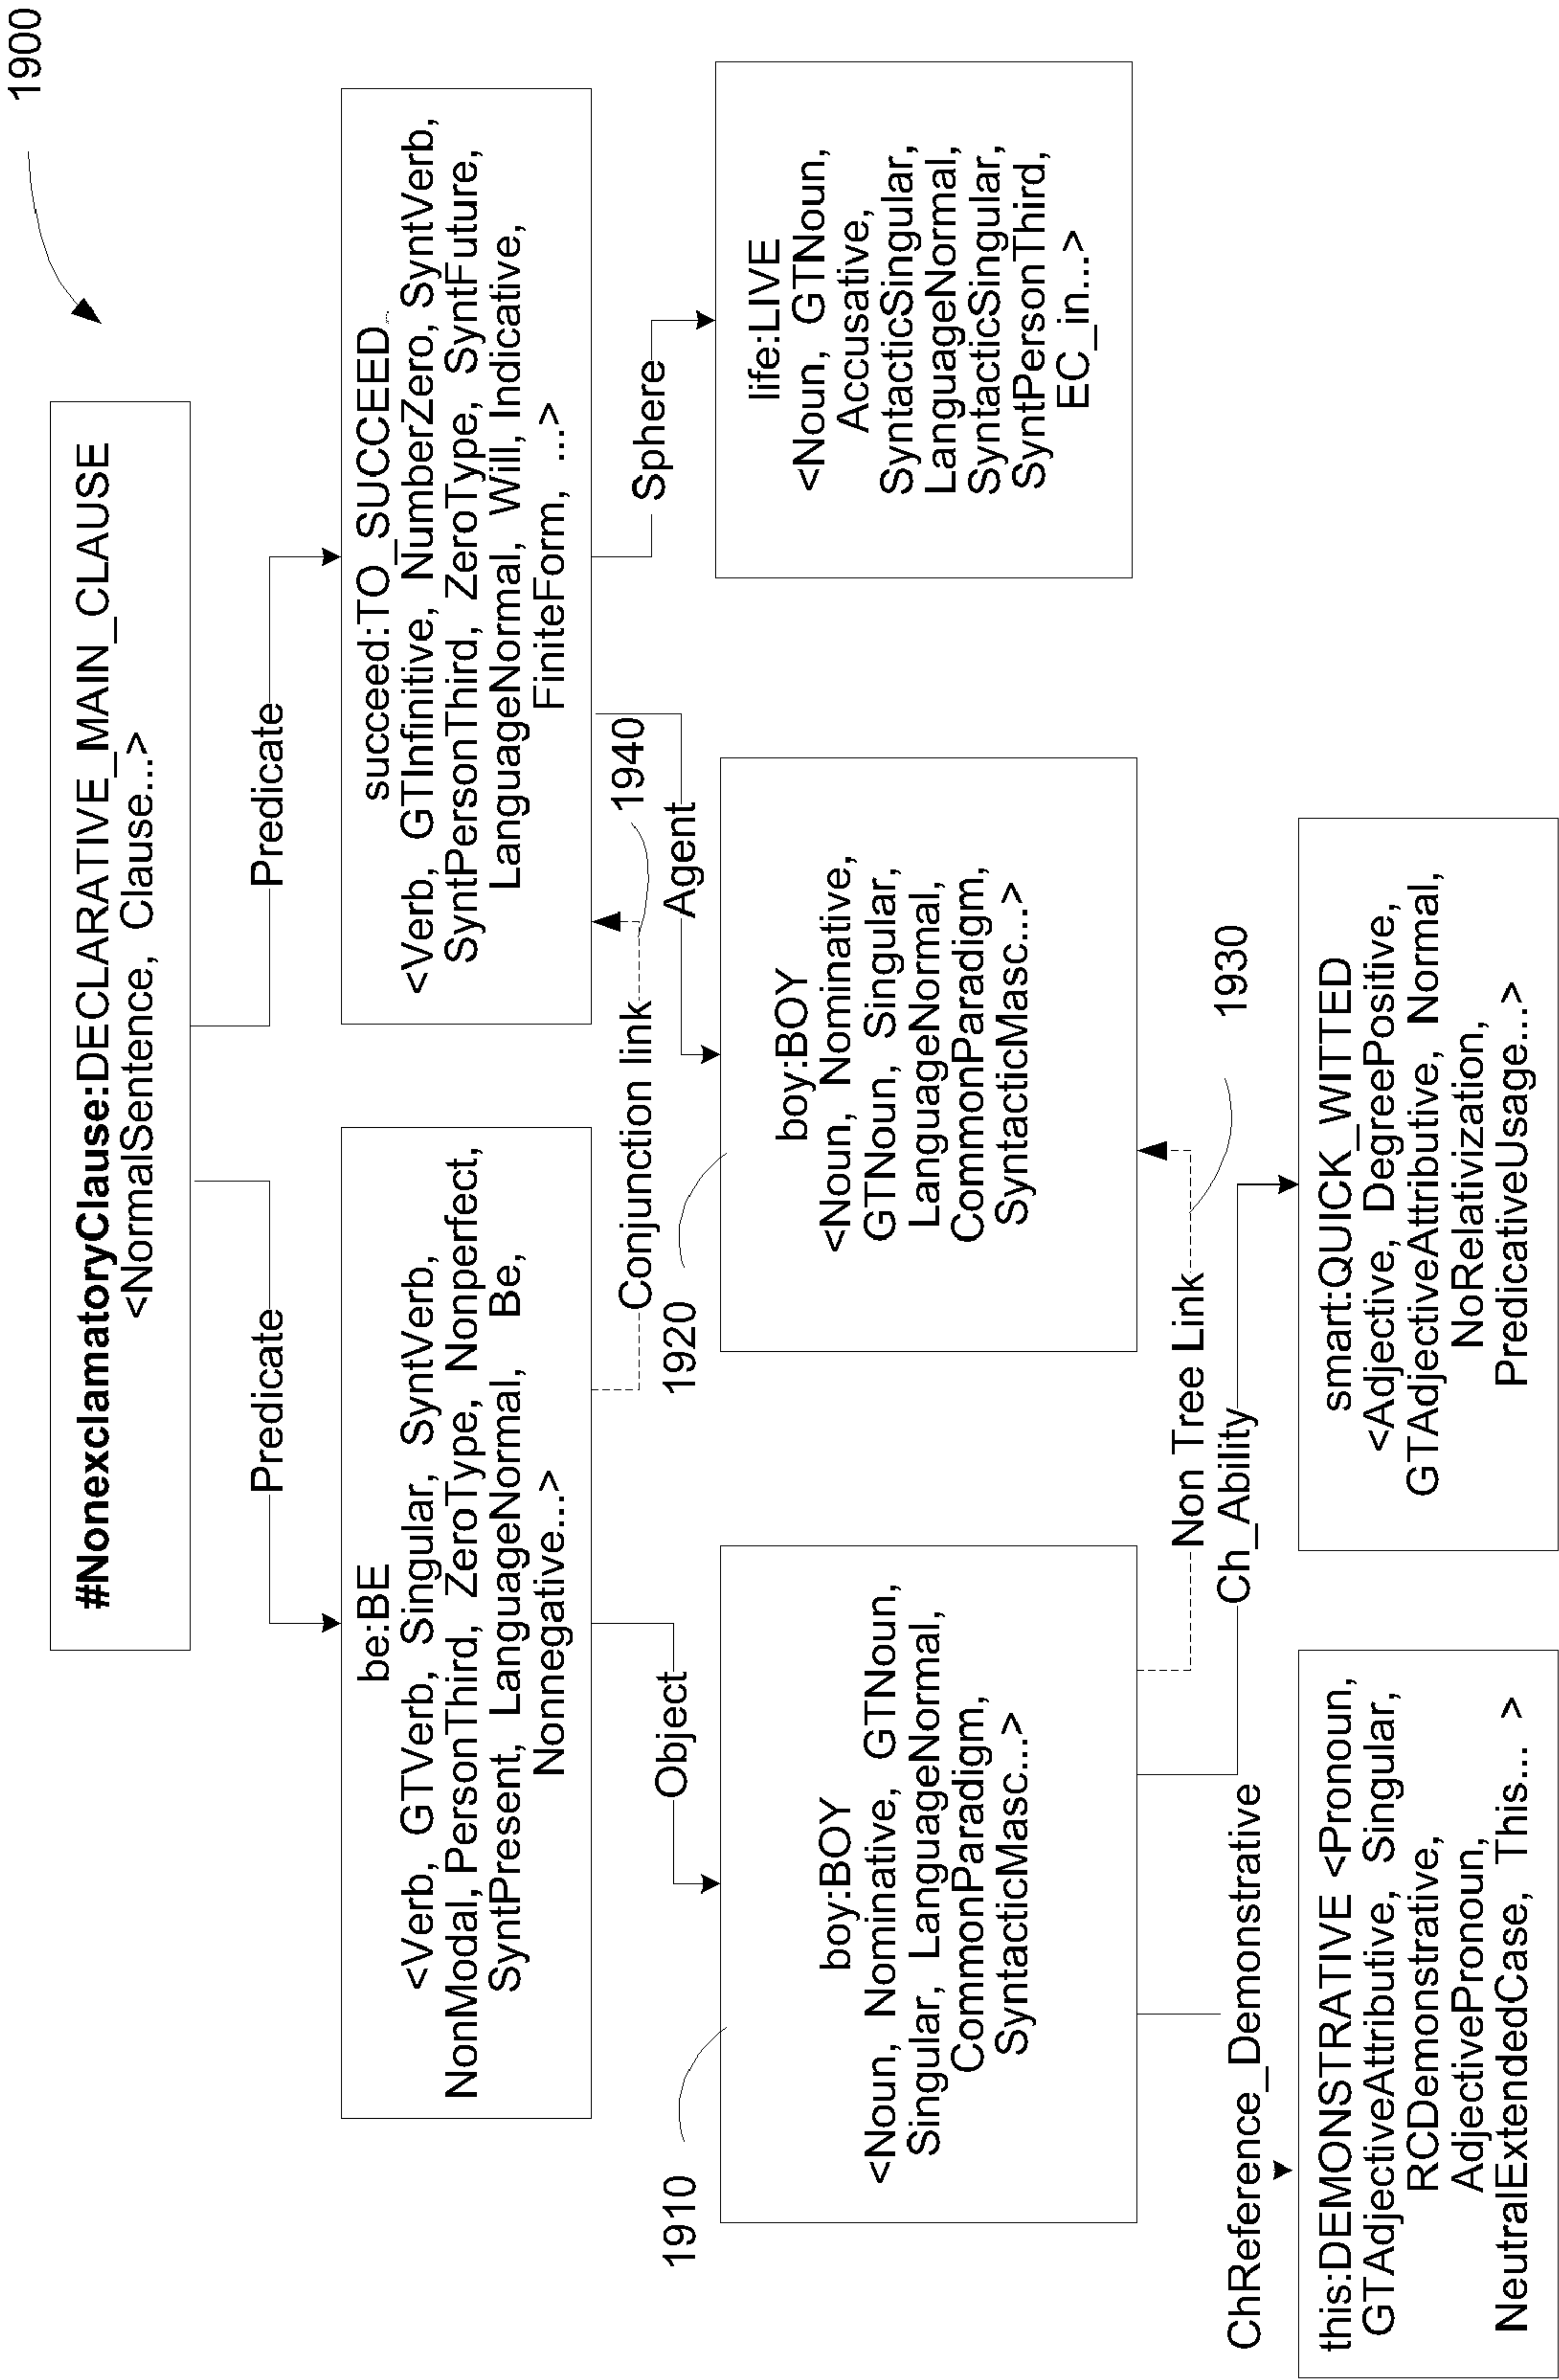 1900
#NonexclamatoryClause:DECLARATIVE_MAIN_CLAUSE
<NormalSentence, Clause...>
Predicate
Predicate
be:BE
<Verb, GTVerb, Singular, SyntVerb,
NonModal, PersonThird, ZeroType, Nonperfect,
SyntPresent, LanguageNormal, Be,
Nonnegative...>
succeed:TO_SUCCEED
<Verb, GTInfinitive, NumberZero, SyntVerb,
SyntPersonThird, ZeroType, SyntFuture,
LanguageNormal, Will, Indicative,
FiniteForm, ...>
Object
Conjunction link
1940
Agent
Sphere
1910
boy:BOY
<Noun, Nominative, GTNoun,
Singular, LanguageNormal,
CommonParadigm,
SyntacticMasc...>
1920
boy:BOY
<Noun, Nominative,
GTNoun, Singular,
LanguageNormal,
CommonParadigm,
SyntacticMasc...>
life:LIVE
<Noun, GTNoun,
Accusative,
SyntacticSingular,
LanguageNormal,
SyntacticSingular,
SyntPersonThird,
EC_in...>
Non Tree Link
1930
ChReference_Demonstrative
Ch_Ability
this:DEMONSTRATIVE <Pronoun,
GTAdjectiveAttributive, Singular,
RCDemonstrative,
AdjectivePronoun,
NeutralExtendedCase, This... >
smart:QUICK_WITTED
<Adjective, DegreePositive,
GTAdjectiveAttributive, Normal,
NoRelativization,
PredicativeUsage...>